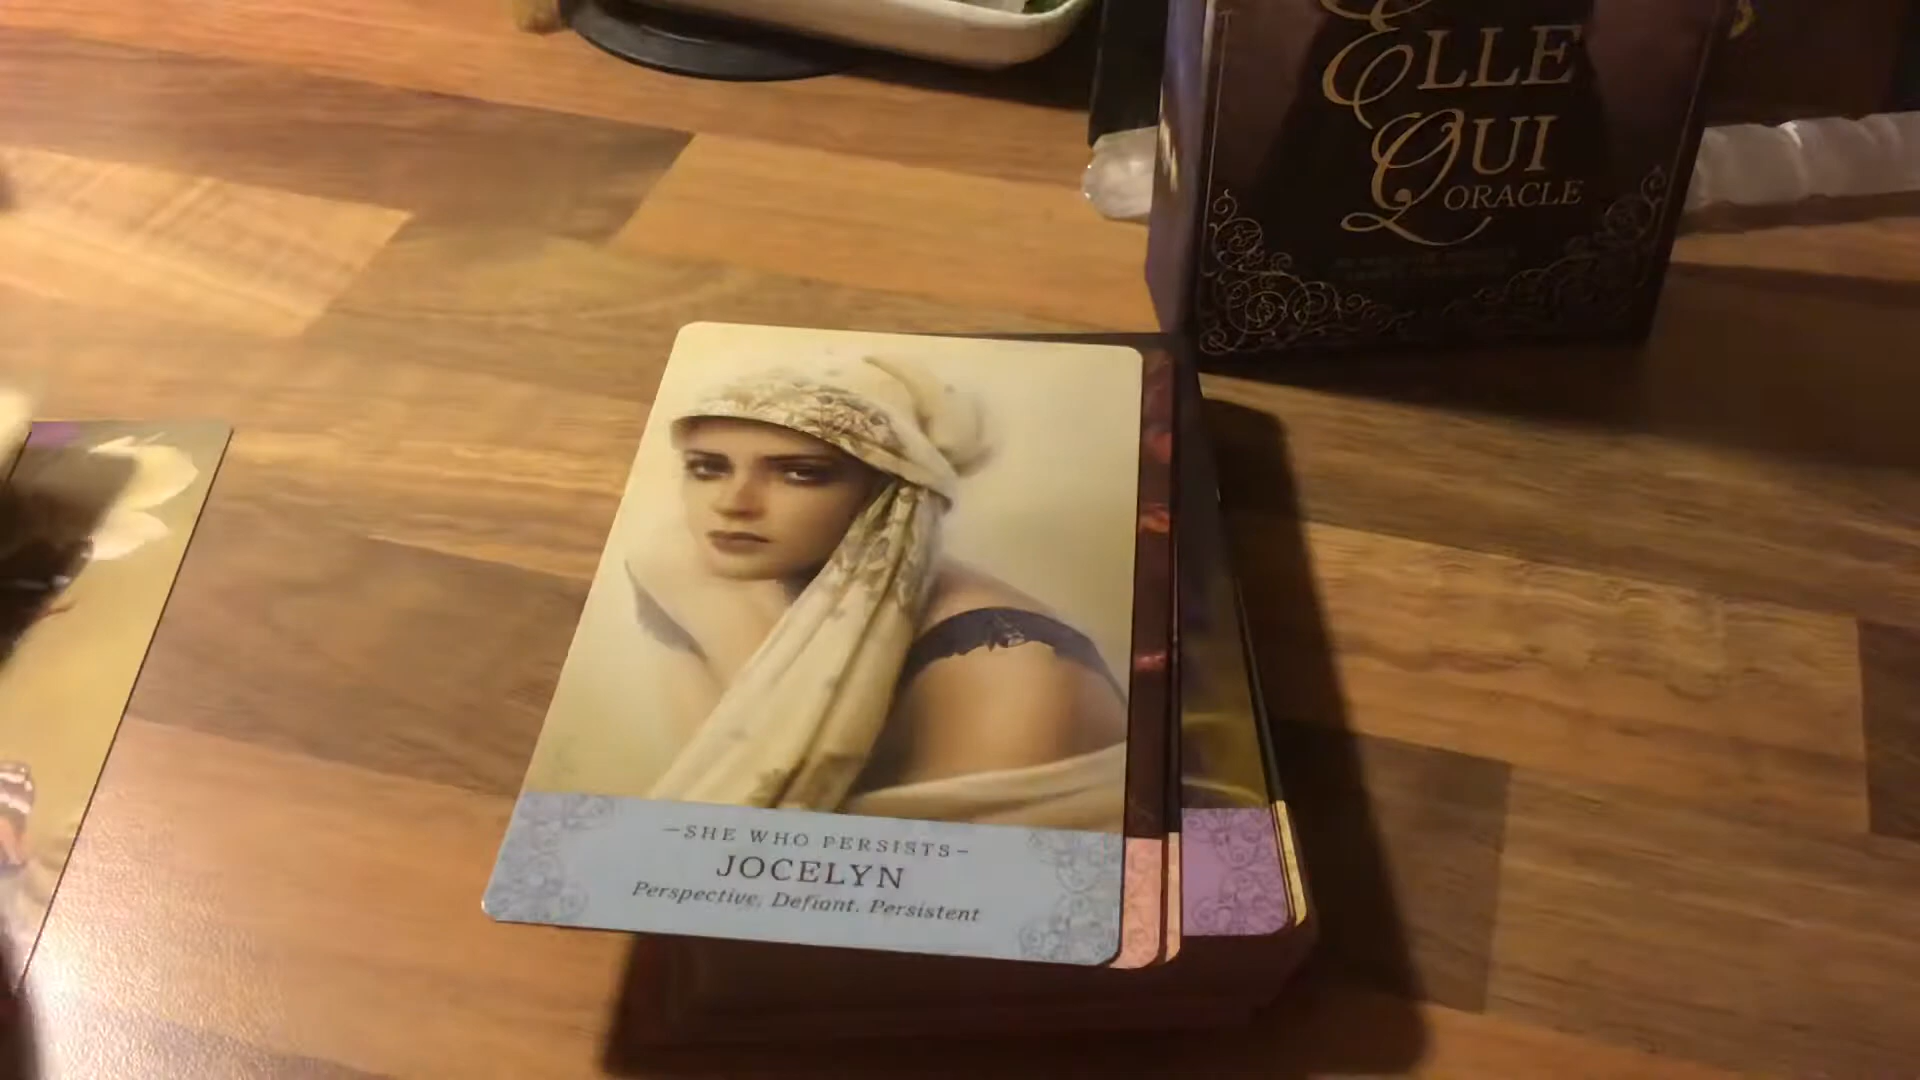 ELLE
QUI
ORACLE
-SHE WHO PERSISTS-
JOCELYN
Perspective. Defiant. Persistent